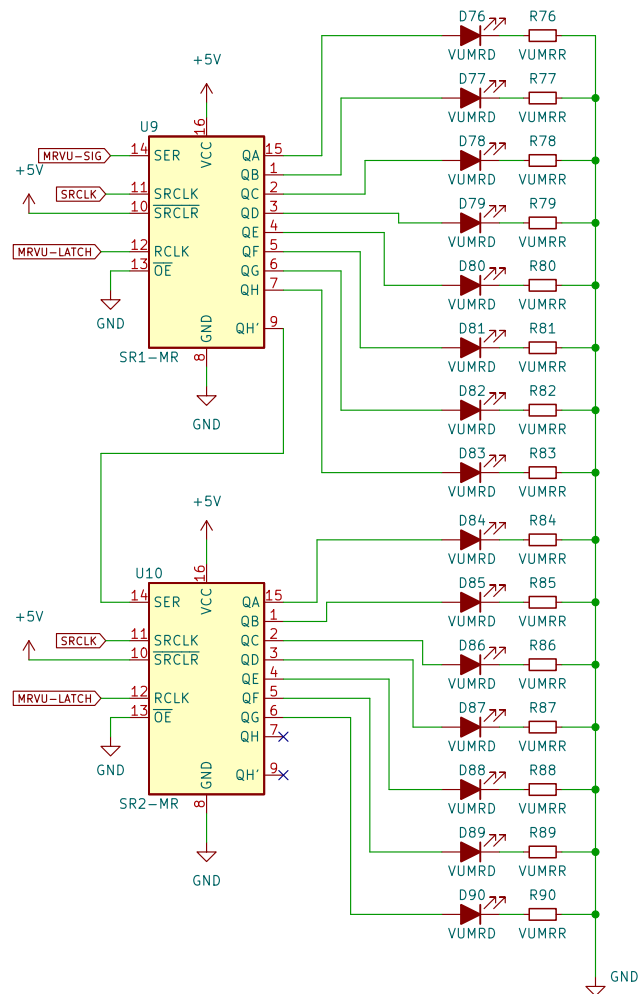 D76 R76
VUMRD VUMRR
+5V
D77 R77
VUMRD VUMRR
U9
16
VCC
MRVU-SIG 14 SER QA 15
D78 R78
VUMRD VUMRR
+5V
QB 1
SRCLK 11 SRCLK QC 2
10 SRCLR QD 3
D79 R79
VUMRD VUMRR
QE 4
MRVU-LATCH 12 RCLK QF 5
13 OE QG 6
D80 R80
VUMRD VUMRR
QH 7
GND
GND
QH' 9
D81 R81
VUMRD VUMRR
SR1-MR
8
D82 R82
VUMRD VUMRR
GND
D83 R83
VUMRD VUMRR
+5V
D84 R84
VUMRD VUMRR
U10
16
VCC
D85 R85
VUMRD VUMRR
14 SER QA 15
+5V
QB 1
SRCLK 11 SRCLK QC 2
D86 R86
VUMRD VUMRR
10 SRCLR QD 3
QE 4
MRVU-LATCH 12 RCLK QF 5
D87 R87
VUMRD VUMRR
13 OE QG 6
QH 7
GND
GND
QH' 9
D88 R88
VUMRD VUMRR
SR2-MR
8
D89 R89
VUMRD VUMRR
GND
D90 R90
VUMRD VUMRR
GND